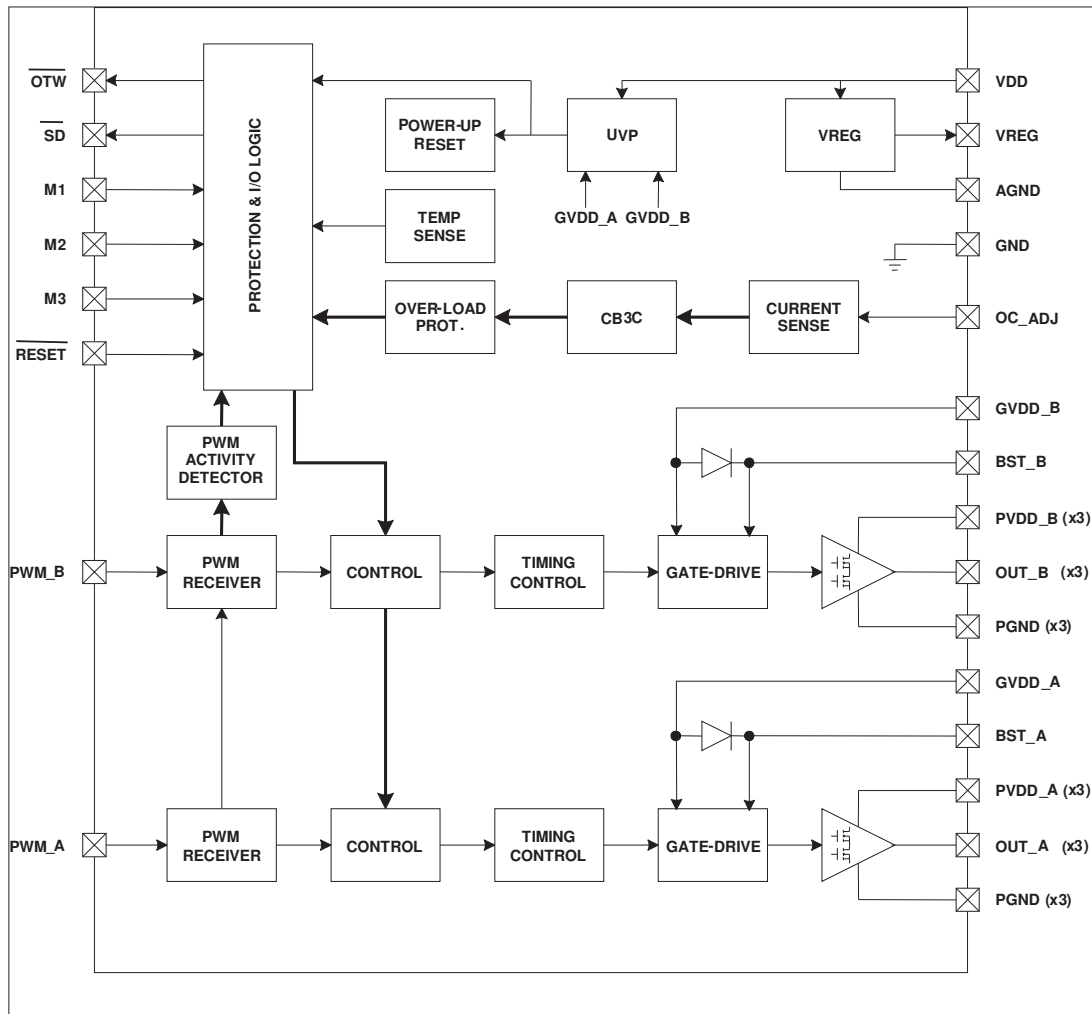 OTW
SD
M1
M2
M3
RESET
PROTECTION & I/O LOGIC
POWER-UP
RESET
UVP
GVDD_A
GVDD_B
VREG
TEMP
SENSE
OVER-LOAD
PROT.
CB3C
CURRENT
SENSE
VDD
VREG
AGND
GND
OC_ADJ
PWM
ACTIVITY
DETECTOR
GVDD_B
BST_B
PVDD_B (x3)
OUT_B (x3)
PGND (x3)
PWM_B
PWM
RECEIVER
CONTROL
TIMING
CONTROL
GATE-DRIVE
GVDD_A
BST_A
PVDD_A (x3)
OUT_A (x3)
PGND (x3)
PWM_A
PWM
RECEIVER
CONTROL
TIMING
CONTROL
GATE-DRIVE